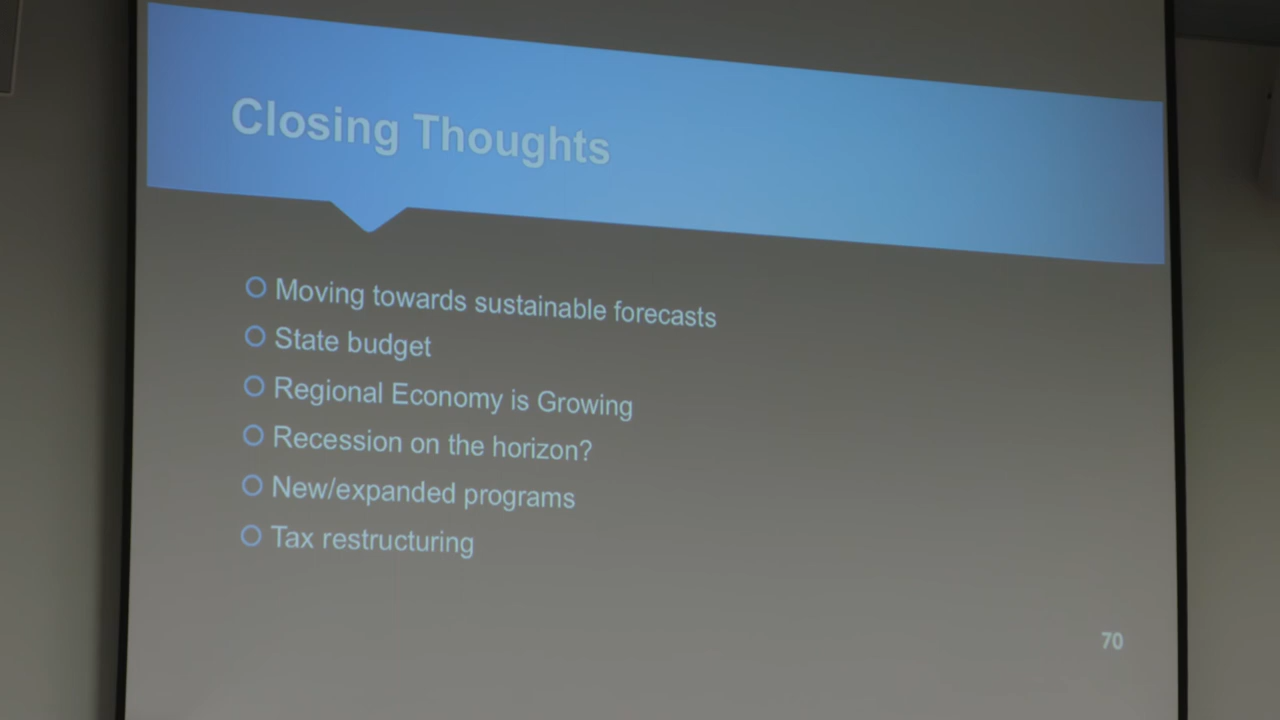 Closing Thoughts
Moving towards sustainable forecasts
State budget
Regional Economy is Growing
Recession on the horizon?
New/expanded programs
Tax restructuring
70